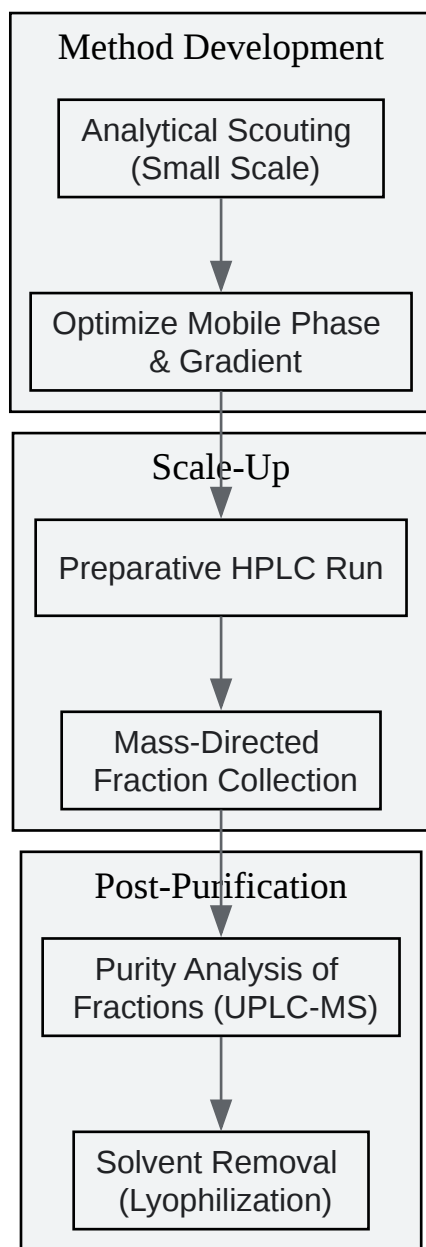 Method Development
Analytical Scouting
(Small Scale)
Optimize Mobile Phase
& Gradient
Scale-Up
Preparative HPLC Run
Mass-Directed
Fraction Collection
Post-Purification
Purity Analysis of
Fractions (UPLC-MS)
Solvent Removal
(Lyophilization)